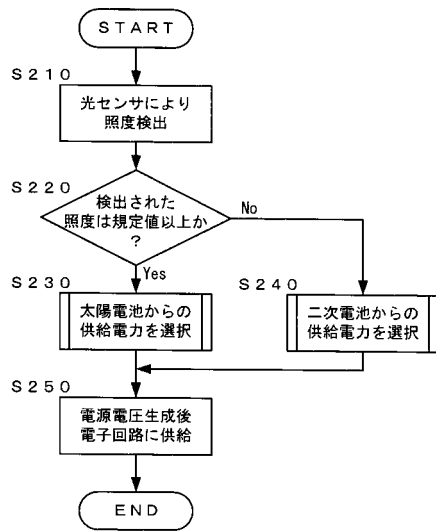 START
S210
光センサにより
照度検出
S220
検出された
照度は規定値以上か
?
No
Yes
S230
太陽電池からの
供給電力を選択
S240
二次電池からの
供給電力を選択
S250
電源電圧生成後
電子回路に供給
END